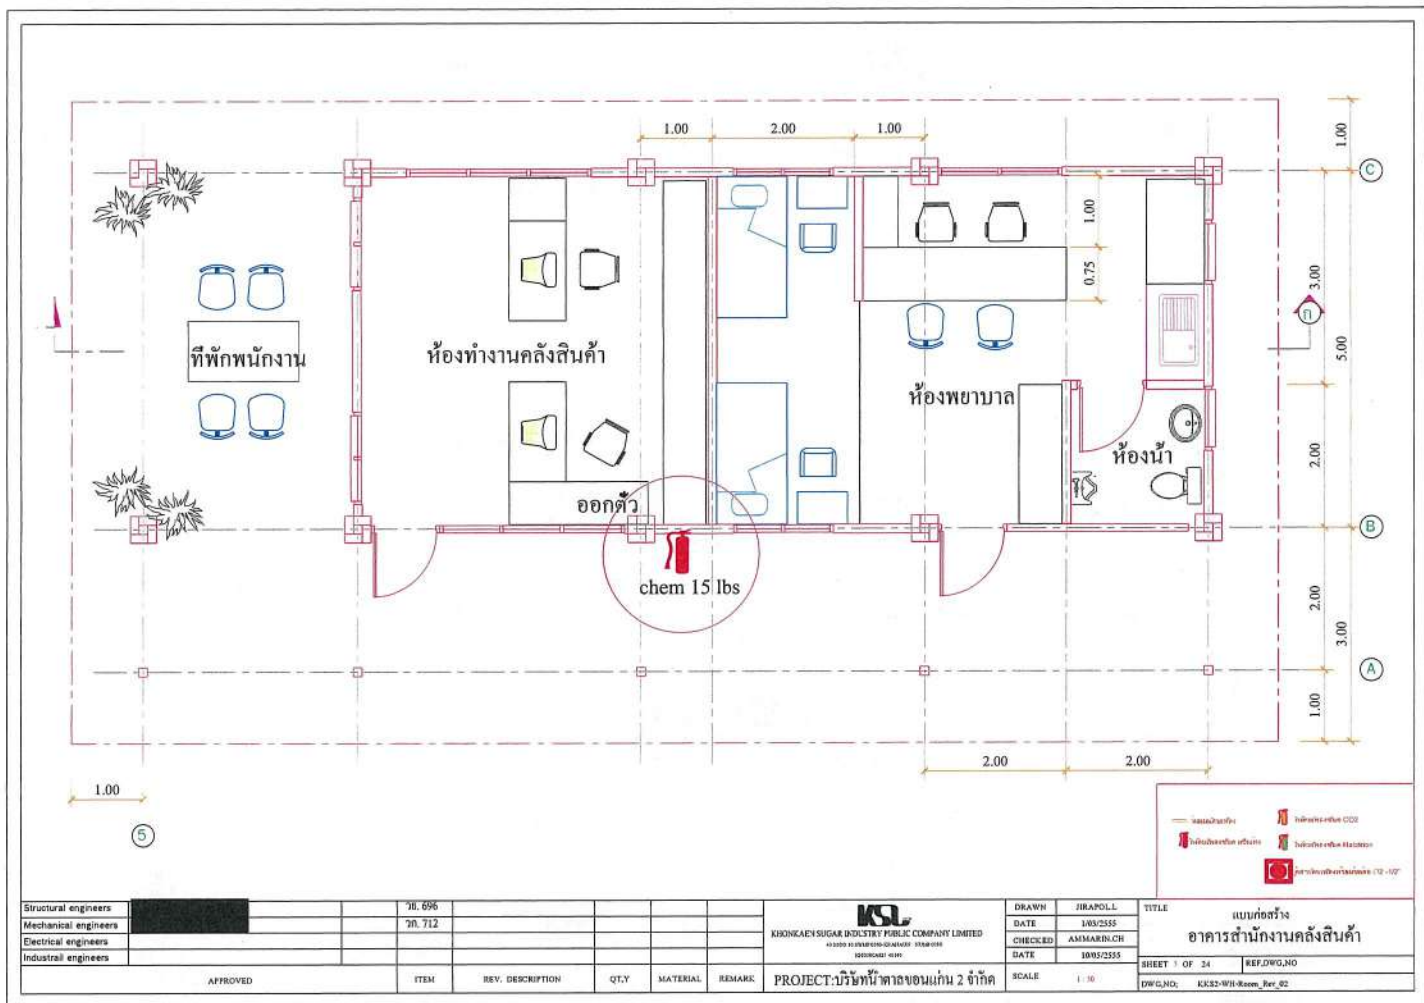 1.00
2.00
1.00
1.00
C
1.00
0.75
3.00
ก
5.00
ที่พักพนักงาน
ห้องทำงานคลังสินค้า
ห้องพยาบาล
ห้องน้ำ
2.00
ออกตั๋ว
B
chem 15 lbs
2.00
3.00
A
1.00
2.00
2.00
1.00
5
Structural engineers
วธ. 696
Mechanical engineers
วก. 712
Electrical engineers
Industrail engineers
APPROVED
ITEM
REV. DESCRIPTION
QT.Y
MATERIAL
REMARK
KSL
KHONKAEN SUGAR INDUSTRY PUBLIC COMPANY LIMITED
PROJECT:บริษัทน้ำตาลขอนแก่น 2 จำกัด
DRAWN
JIRAPOL.L
DATE
1/03/2555
CHECKED
AMMARIN.CH
DATE
10/05/2555
SCALE
1 : 50
TITLE
แบบก่อสร้าง
อาคารสำนักงานคลังสินค้า
SHEET 1 OF 24
REF.DWG,NO
DWG,NO;
KKS2-WH-Room_Rer_02